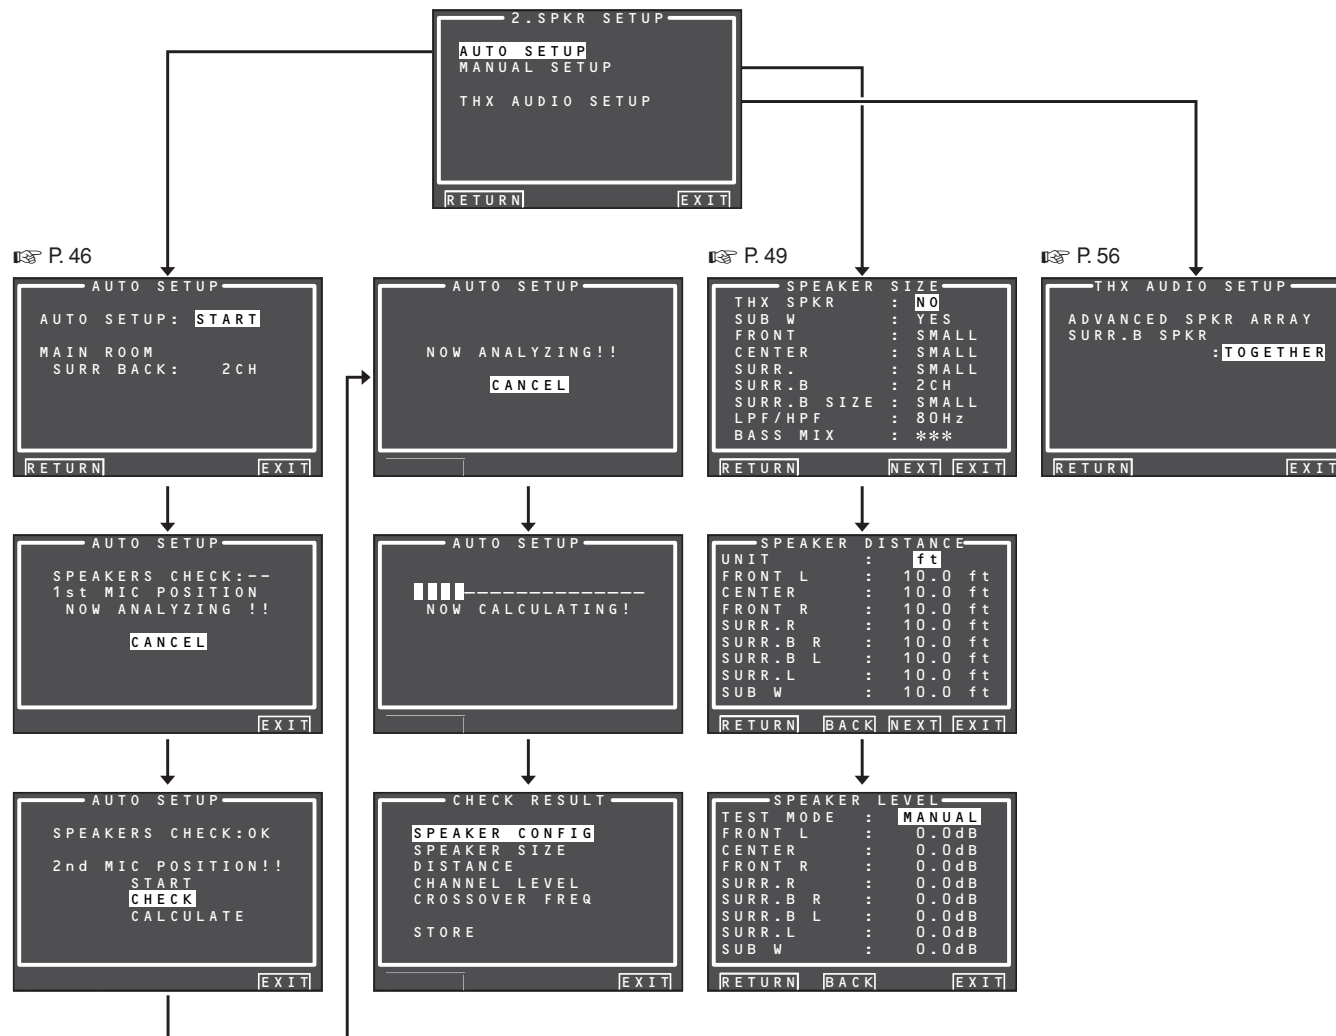 2.SPKR SETUP
AUTO SETUP
MANUAL SETUP
THX AUDIO SETUP
RETURN EXIT
☞ P. 46
AUTO SETUP
AUTO SETUP: START
MAIN ROOM
SURR BACK: 2CH
RETURN EXIT
AUTO SETUP
SPEAKERS CHECK:--
1st MIC POSITION
NOW ANALYZING !!
CANCEL
EXIT
AUTO SETUP
SPEAKERS CHECK:OK
2nd MIC POSITION!!
START
CHECK
CALCULATE
EXIT
AUTO SETUP
NOW ANALYZING!!
CANCEL
AUTO SETUP
NOW CALCULATING!
CHECK RESULT
SPEAKER CONFIG
SPEAKER SIZE
DISTANCE
CHANNEL LEVEL
CROSSOVER FREQ
STORE
EXIT
☞ P. 49
SPEAKER SIZE
THX SPKR : NO
SUB W : YES
FRONT : SMALL
CENTER : SMALL
SURR. : SMALL
SURR.B : 2CH
SURR.B SIZE : SMALL
LPF/HPF : 80Hz
BASS MIX : ***
RETURN NEXT EXIT
SPEAKER DISTANCE
UNIT : ft
FRONT L : 10.0 ft
CENTER : 10.0 ft
FRONT R : 10.0 ft
SURR.R : 10.0 ft
SURR.B R : 10.0 ft
SURR.B L : 10.0 ft
SURR.L : 10.0 ft
SUB W : 10.0 ft
RETURN BACK NEXT EXIT
SPEAKER LEVEL
TEST MODE : MANUAL
FRONT L : 0.0dB
CENTER : 0.0dB
FRONT R : 0.0dB
SURR.R : 0.0dB
SURR.B R : 0.0dB
SURR.B L : 0.0dB
SURR.L : 0.0dB
SUB W : 0.0dB
RETURN BACK EXIT
☞ P. 56
THX AUDIO SETUP
ADVANCED SPKR ARRAY
SURR.B SPKR
:TOGETHER
RETURN EXIT